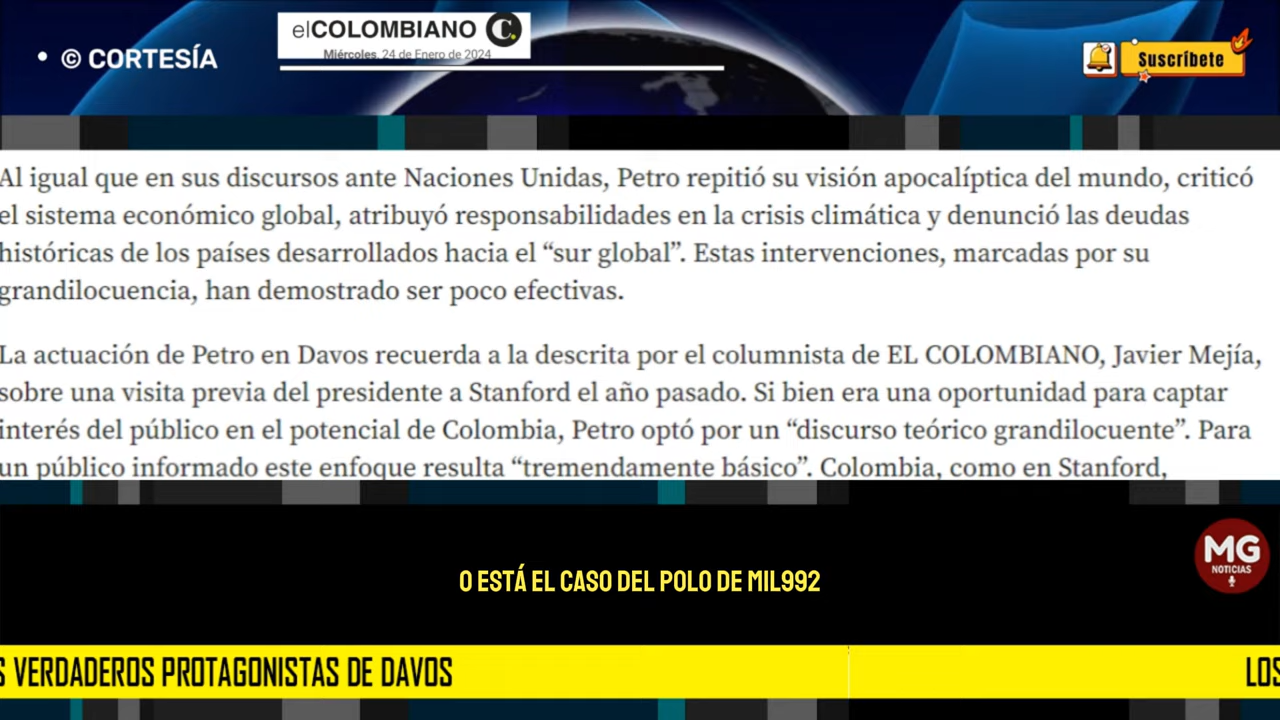 elCOLOMBIANO C.
Miércoles, 24 de Enero de 2024
• © CORTESÍA
Suscríbete
Al igual que en sus discursos ante Naciones Unidas, Petro repitió su visión apocalíptica del mundo, criticó
el sistema económico global, atribuyó responsabilidades en la crisis climática y denunció las deudas
históricas de los países desarrollados hacia el “sur global”. Estas intervenciones, marcadas por su
grandilocuencia, han demostrado ser poco efectivas.
La actuación de Petro en Davos recuerda a la descrita por el columnista de EL COLOMBIANO, Javier Mejía,
sobre una visita previa del presidente a Stanford el año pasado. Si bien era una oportunidad para captar
interés del público en el potencial de Colombia, Petro optó por un “discurso teórico grandilocuente”. Para
un público informado este enfoque resulta “tremendamente básico”. Colombia, como en Stanford,
MG
NOTICIAS
O ESTÁ EL CASO DEL POLO DE MIL992
S VERDADEROS PROTAGONISTAS DE DAVOS
LOS